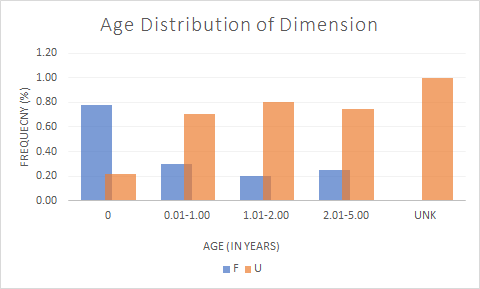 Age Distribution of Dimension
FREQUECNY (%)
1.20
1.00
0.80
0.60
0.40
0.20
0.00
0 0.01-1.00 1.01-2.00 2.01-5.00 UNK
AGE (IN YEARS)
F U